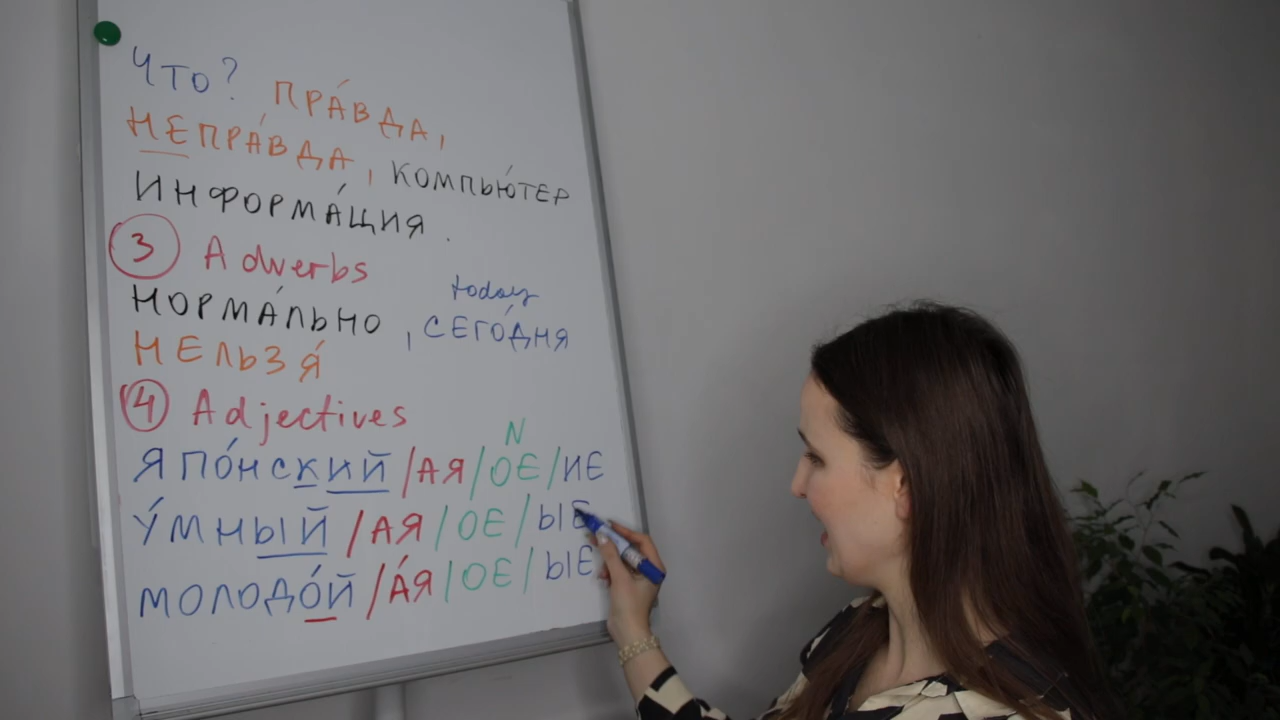 Что? ПРА́ВДА,
НЕПРА́ВДА, КОМПЬЮ́ТЕР
ИНФОРМА́ЦИЯ.
3 Adverbs
today
НОРМА́ЛЬНО, СЕГО́ДНЯ
НЕЛЬЗЯ́
4 Adjectives
N
ЯПО́НСКИЙ/АЯ/ОЕ/ИЕ
У́МНЫЙ/АЯ/ОЕ/ЫЕ
МОЛОДО́Й/А́Я/ОЕ/ЫЕ